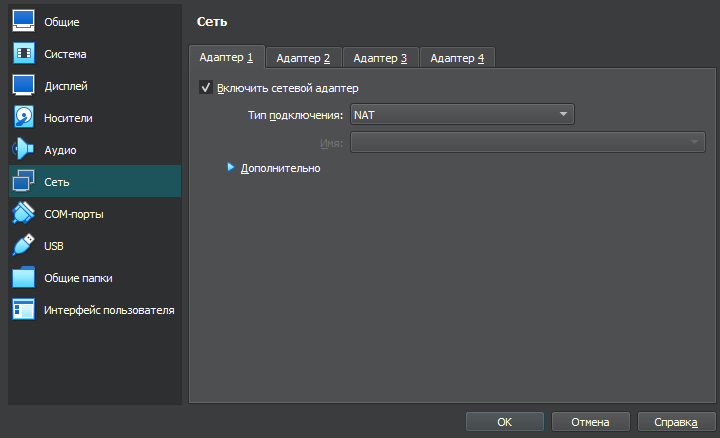 Общие
Система
Дисплей
Носители
Аудио
Сеть
COM-порты
USB
Общие папки
Интерфейс пользователя
Сеть
Адаптер 1 Адаптер 2 Адаптер 3 Адаптер 4
Включить сетевой адаптер
Тип подключения: NAT
Имя:
Дополнительно
OK Отмена Справка